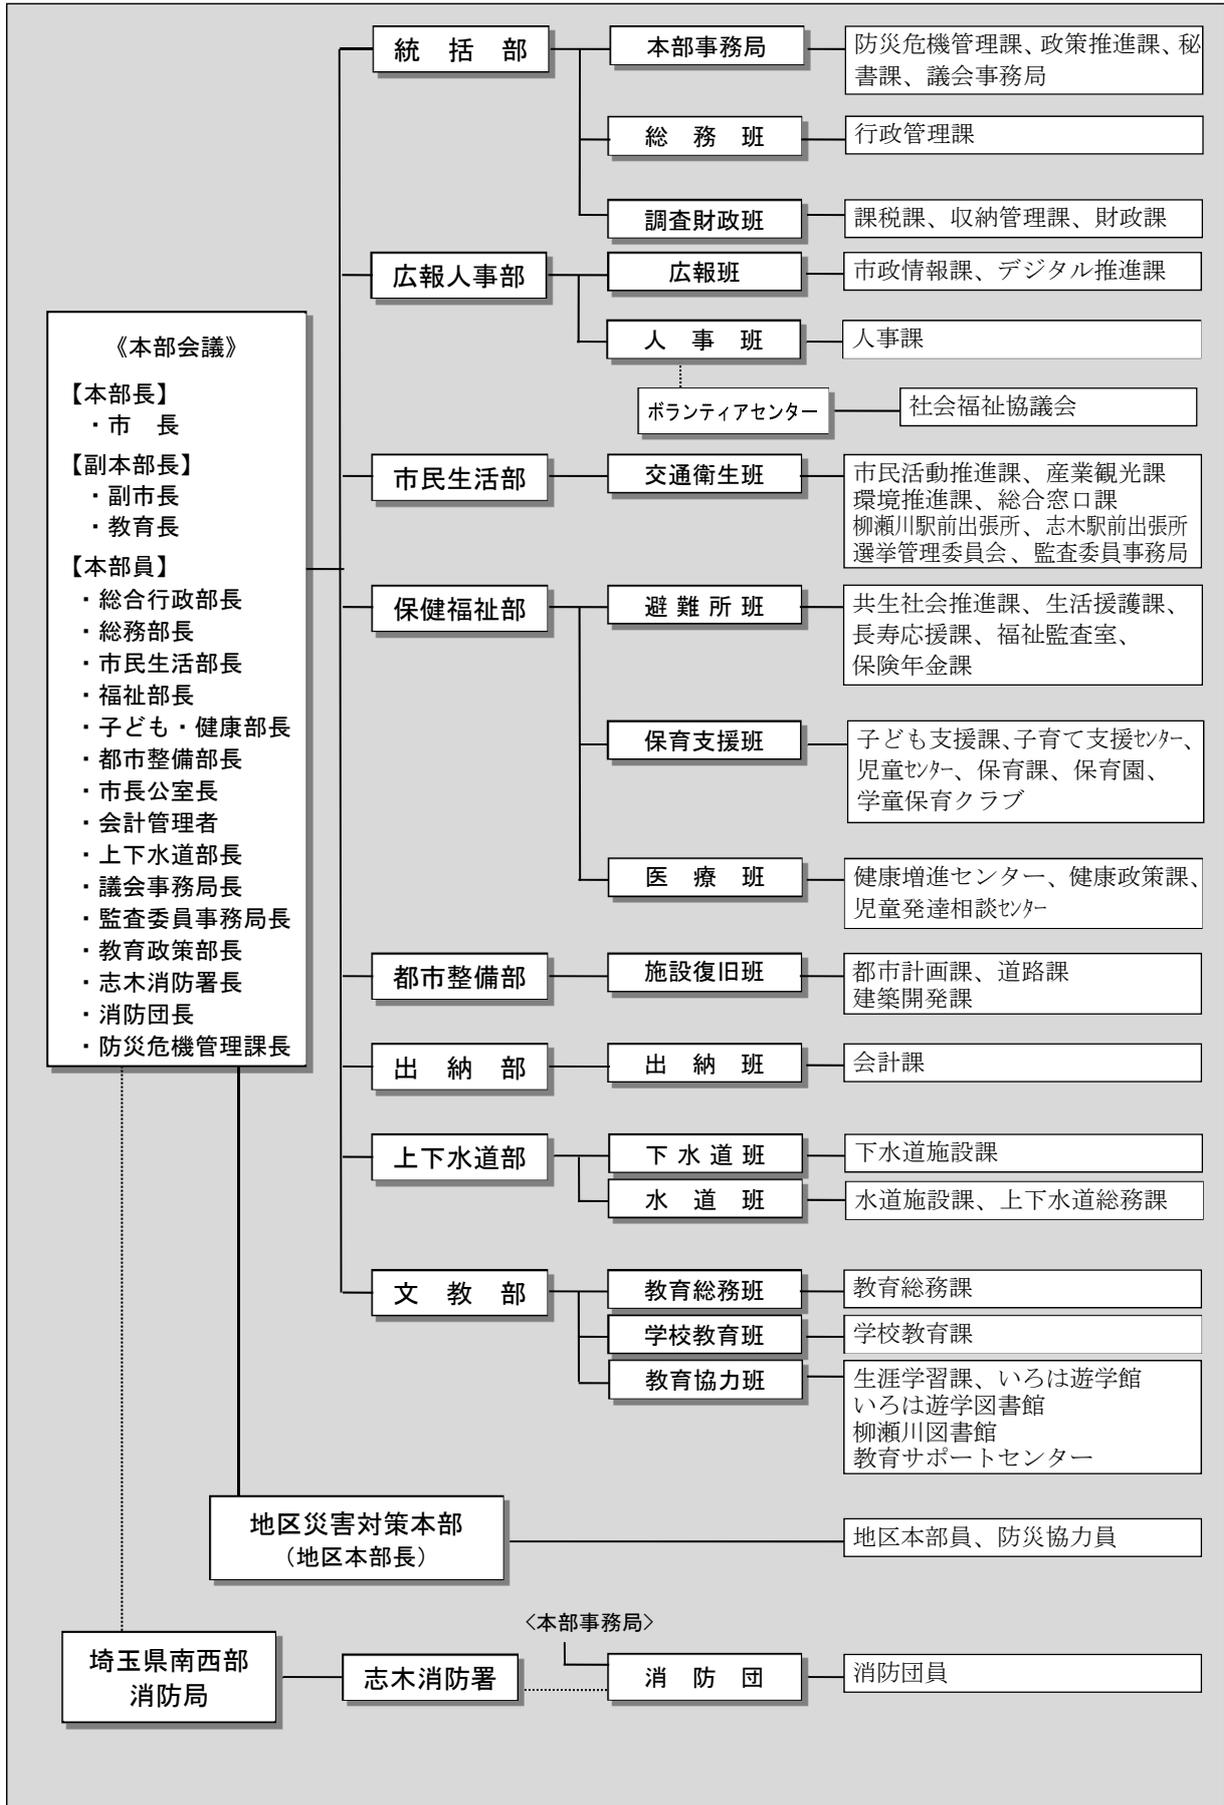 統括部
本部事務局
防災危機管理課、政策推進課、秘
書課、議会事務局
総務班
行政管理課
調査財政班
課税課、収納管理課、財政課
広報人事部
広報班
市政情報課、デジタル推進課
人事班
人事課
ボランティアセンター
社会福祉協議会
《本部会議》
【本部長】
・市　長
【副本部長】
・副市長
・教育長
【本部員】
・総合行政部長
・総務部長
・市民生活部長
・福祉部長
・子ども・健康部長
・都市整備部長
・市長公室長
・会計管理者
・上下水道部長
・議会事務局長
・監査委員事務局長
・教育政策部長
・志木消防署長
・消防団長
・防災危機管理課長
市民生活部
交通衛生班
市民活動推進課、産業観光課
環境推進課、総合窓口課
柳瀬川駅前出張所、志木駅前出張所
選挙管理委員会、監査委員事務局
保健福祉部
避難所班
共生社会推進課、生活援護課、
長寿応援課、福祉監査室、
保険年金課
保育支援班
子ども支援課、子育て支援ｾﾝﾀｰ、
児童ｾﾝﾀｰ、保育課、保育園、
学童保育クラブ
医療班
健康増進センター、健康政策課、
児童発達相談ｾﾝﾀｰ
都市整備部
施設復旧班
都市計画課、道路課
建築開発課
出納部
出納班
会計課
上下水道部
下水道班
下水道施設課
水道班
水道施設課、上下水道総務課
文教部
教育総務班
教育総務課
学校教育班
学校教育課
教育協力班
生涯学習課、いろは遊学館
いろは遊学図書館
柳瀬川図書館
教育サポートセンター
地区災害対策本部
（地区本部長）
地区本部員、防災協力員
埼玉県南西部
消防局
志木消防署
〈本部事務局〉
消防団
消防団員